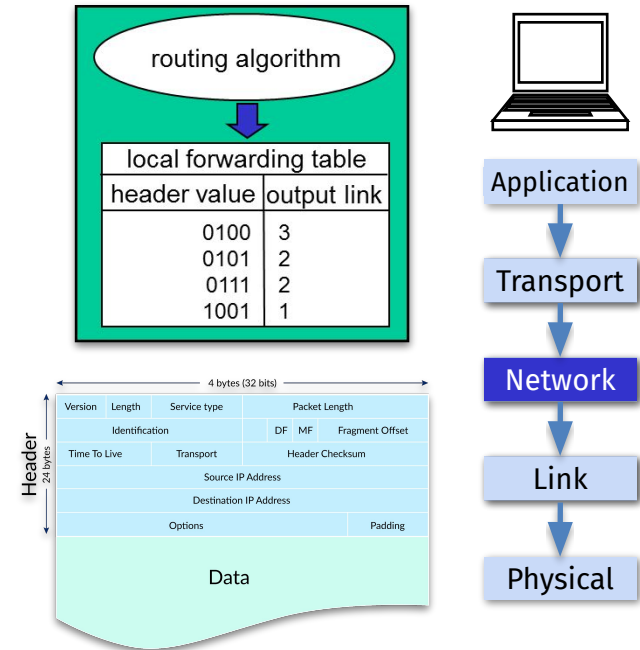 routing algorithm
local forwarding table
header value output link
0100 3
0101 2
0111 2
1001 1
Application
Transport
Network
Link
Physical
4 bytes (32 bits)
Header
24 bytes
Version Length Service type Packet Length
Identification DF MF Fragment Offset
Time To Live Transport Header Checksum
Source IP Address
Destination IP Address
Options Padding
Data